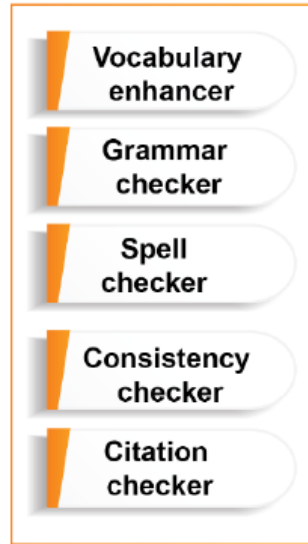 Vocabulary
enhancer
Grammar
checker
Spell
checker
Consistency
checker
Citation
checker